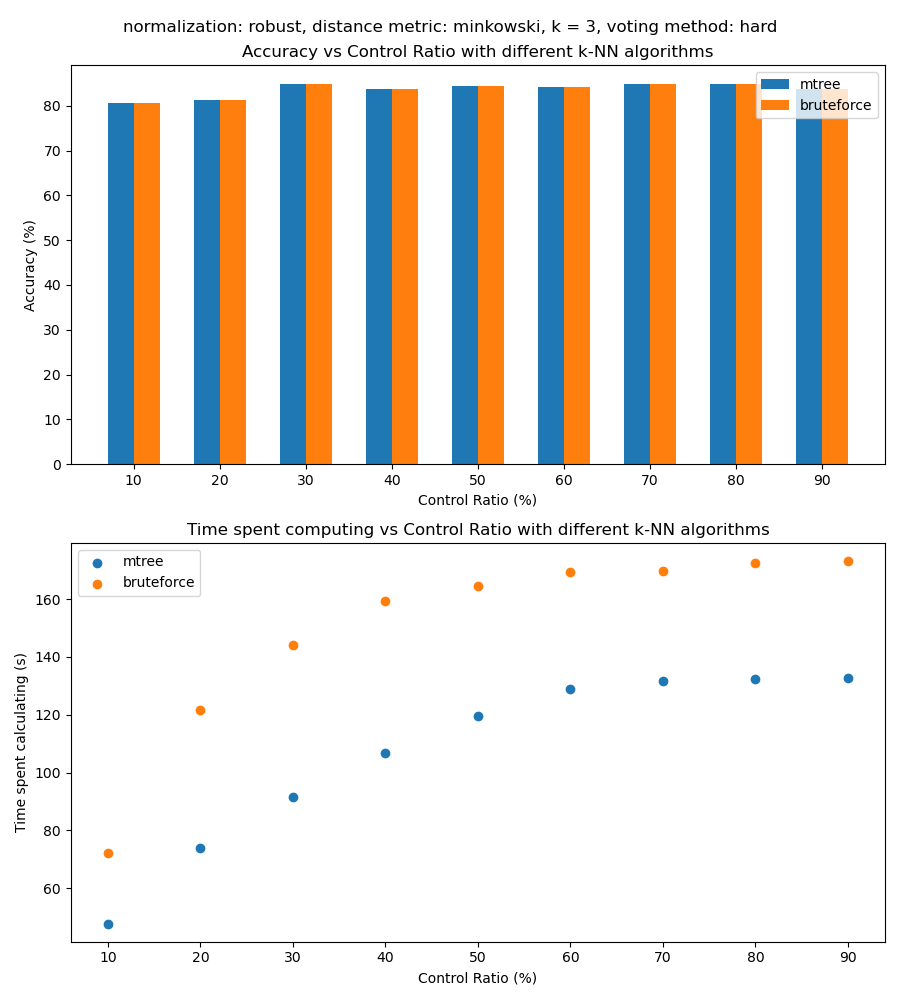 normalization: robust, distance metric: minkowski, k = 3, voting method: hard
Accuracy vs Control Ratio with different k-NN algorithms
mtree
bruteforce
80
70
60
50
40
30
20
10
0
Accuracy (%)
10 20 30 40 50 60 70 80 90
Control Ratio (%)
Time spent computing vs Control Ratio with different k-NN algorithms
mtree
bruteforce
160
140
120
100
80
60
Time spent calculating (s)
10 20 30 40 50 60 70 80 90
Control Ratio (%)